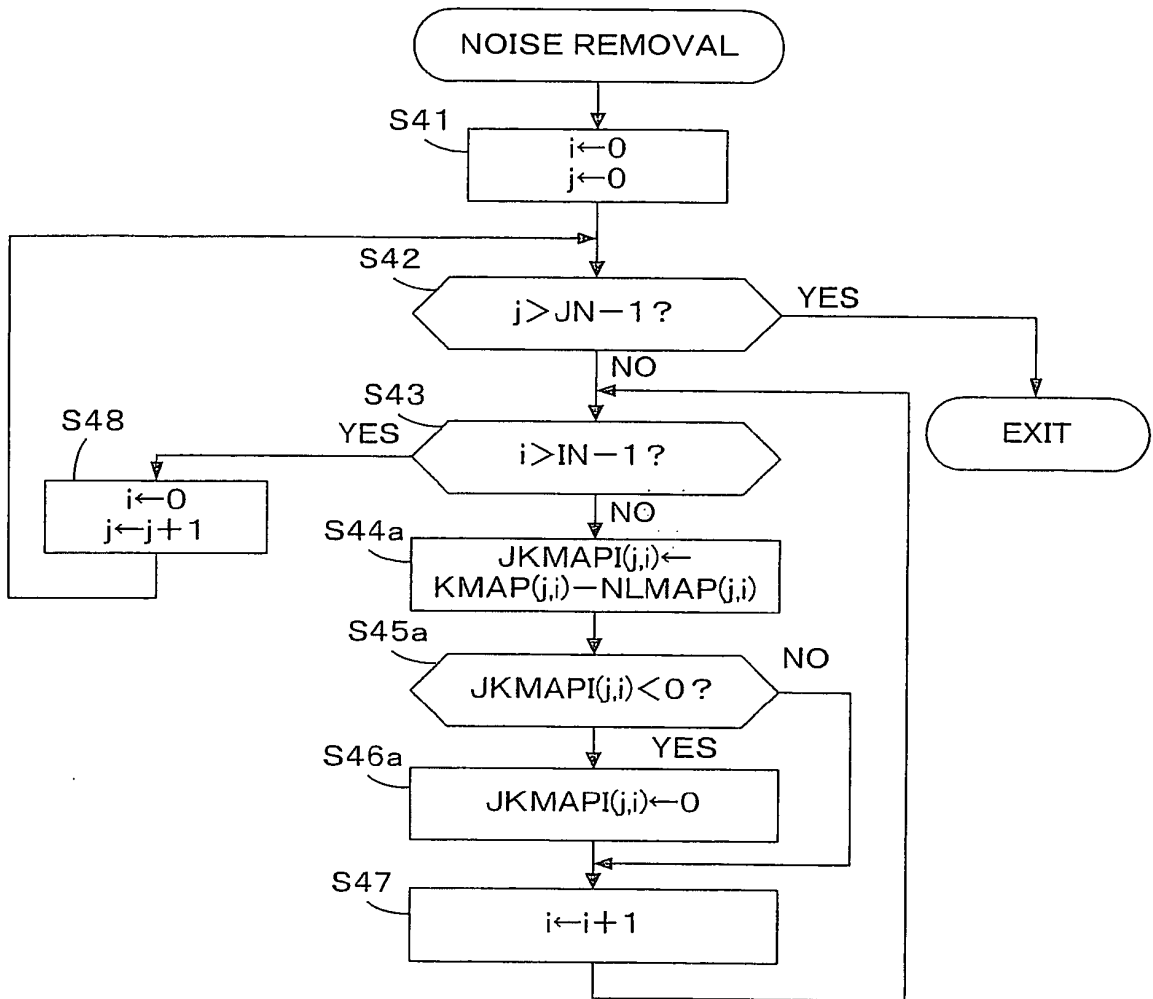 NOISE REMOVAL
S41
i←0
j←0
S42
j>JN−1?
YES
NO
S43
YES
i>IN−1?
EXIT
S48
i←0
j←j+1
NO
S44a
JKMAPI(j,i)←
KMAP(j,i)−NLMAP(j,i)
S45a
NO
JKMAPI(j,i)<0?
YES
S46a
JKMAPI(j,i)←0
S47
i←i+1